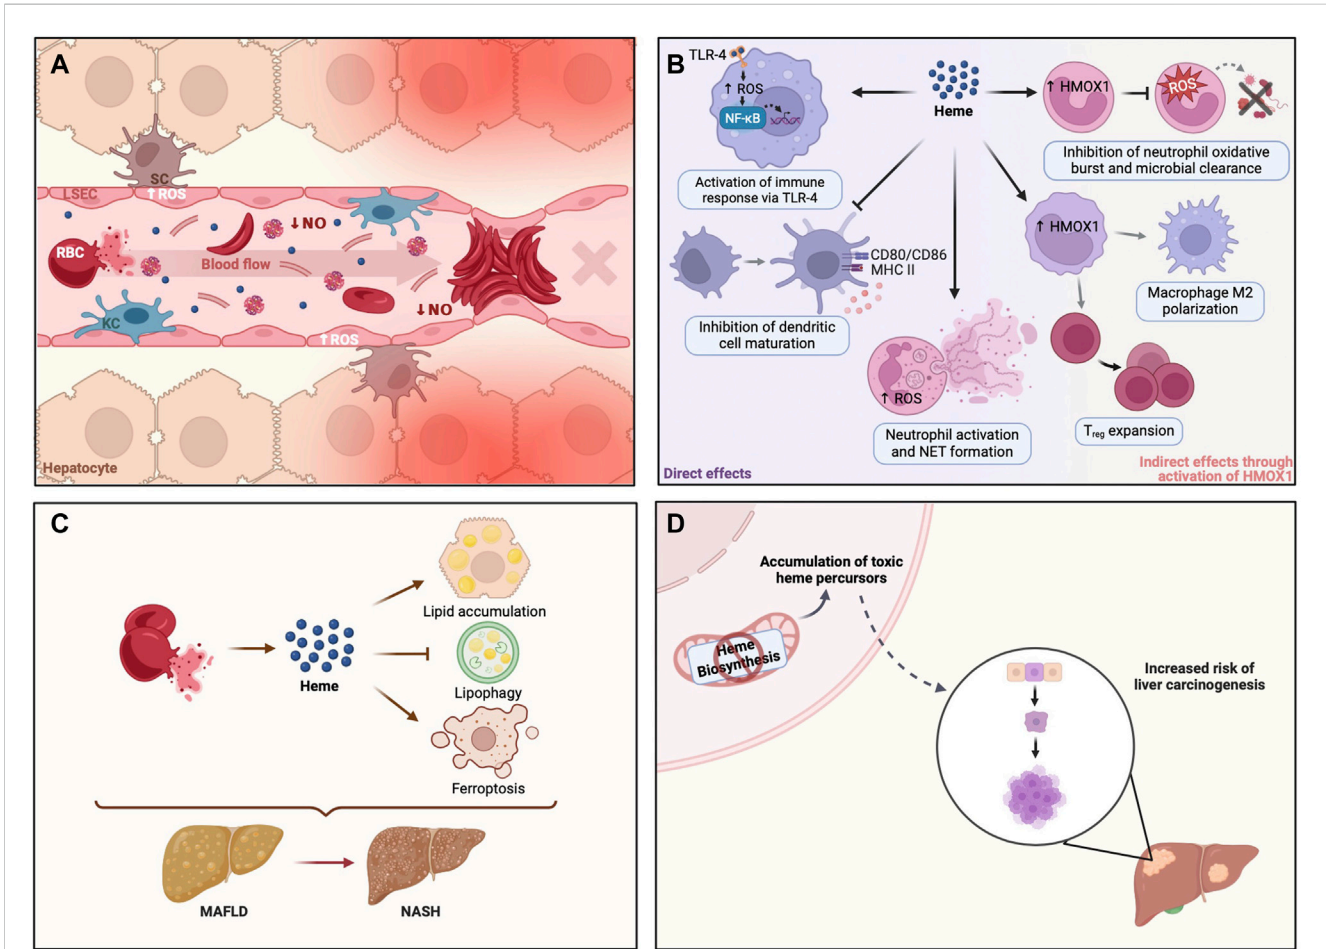 A
SC
LSEC
↑ ROS
↓ NO
RBC
Blood flow
KC
↓ NO
↑ ROS
Hepatocyte
B
TLR-4
↑ ROS
NF-κB
Activation of immune
response via TLR-4
Heme
↑ HMOX1
ROS
Inhibition of neutrophil oxidative
burst and microbial clearance
CD80/CD86
MHC II
Inhibition of dendritic
cell maturation
↑ HMOX1
Macrophage M2
polarization
↑ ROS
Neutrophil activation
and NET formation
Treg expansion
Direct effects
Indirect effects through
activation of HMOX1
C
Heme
Lipid accumulation
Lipophagy
Ferroptosis
MAFLD
NASH
D
Accumulation of toxic
heme percursors
Heme
Biosynthesis
Increased risk of
liver carcinogenesis